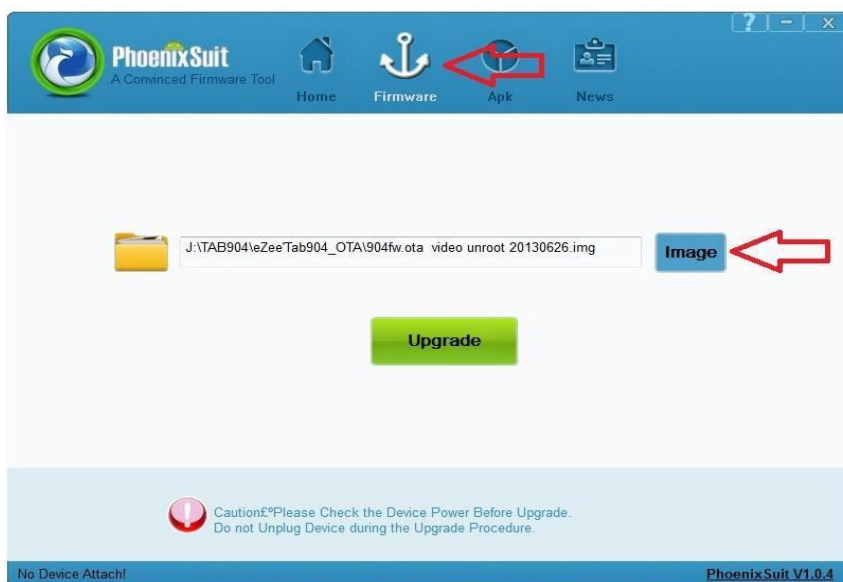 ? - x
PhoenixSuit
A Convinced Firmware Tool
Home Firmware Apk News
J:\TAB904\eZee'Tab904_OTA\904fw.ota video unroot 20130626.img
Image
Upgrade
Caution£ºPlease Check the Device Power Before Upgrade.
Do not Unplug Device during the Upgrade Procedure.
No Device Attach!
PhoenixSuit V1.0.4